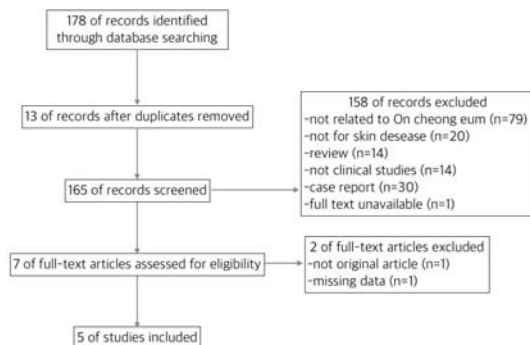 178 of records identified
through database searching
13 of records after duplicates removed
158 of records excluded
-not related to On cheong eum (n=79)
-not for skin desease (n=20)
-review (n=14)
-not clinical studies (n=14)
-case report (n=30)
-full text unavailable (n=1)
165 of records screened
7 of full-text articles assessed for eligibility
2 of full-text articles excluded
-not original article (n=1)
-missing data (n=1)
5 of studies included